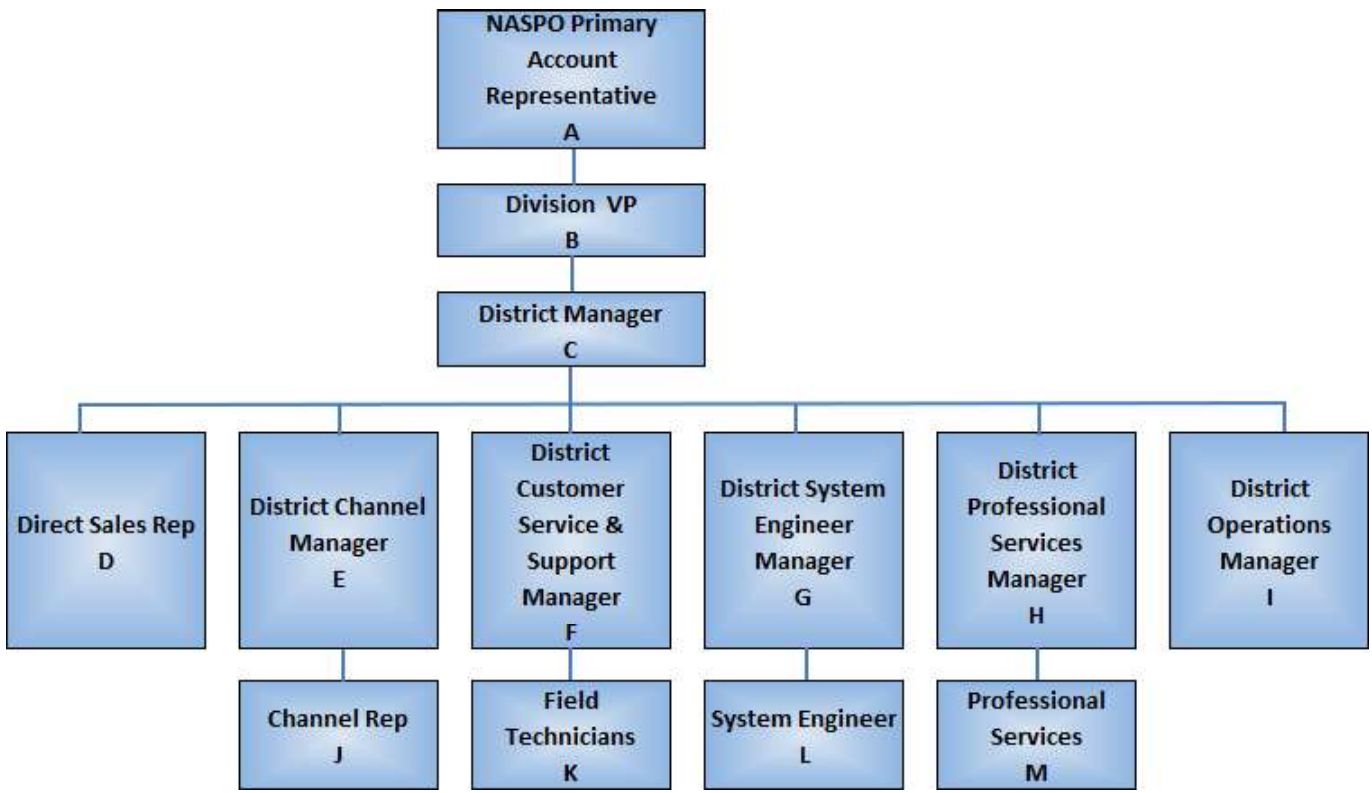 NASPO Primary
Account
Representative
A
Division VP
B
District Manager
C
Direct Sales Rep
D
District Channel
Manager
E
District
Customer
Service &
Support
Manager
F
District System
Engineer
Manager
G
District
Professional
Services
Manager
H
District
Operations
Manager
I
Channel Rep
J
Field
Technicians
K
System Engineer
L
Professional
Services
M